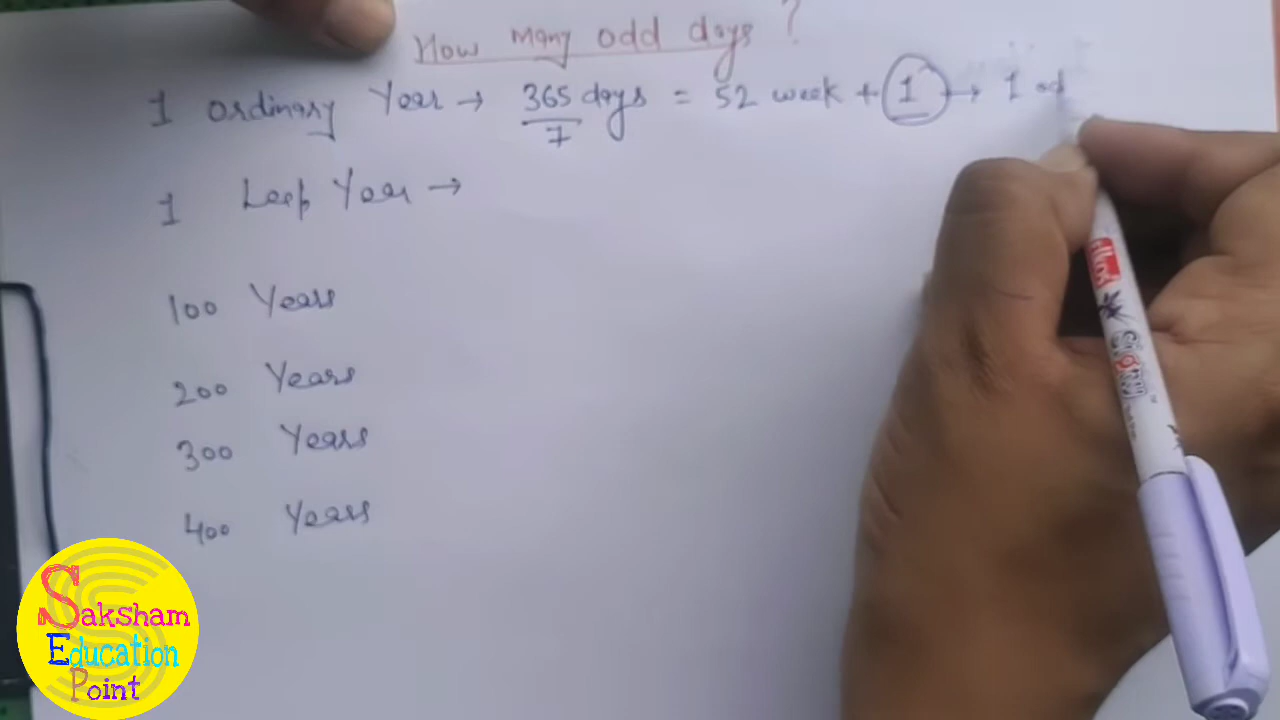 How many odd days ?
1 ordinary Year → 365 days / 7 = 52 week + 1 → 1 od
1 Leap Year →
100 Years
200 Years
300 Years
400 Years
Saksham
Education
Point